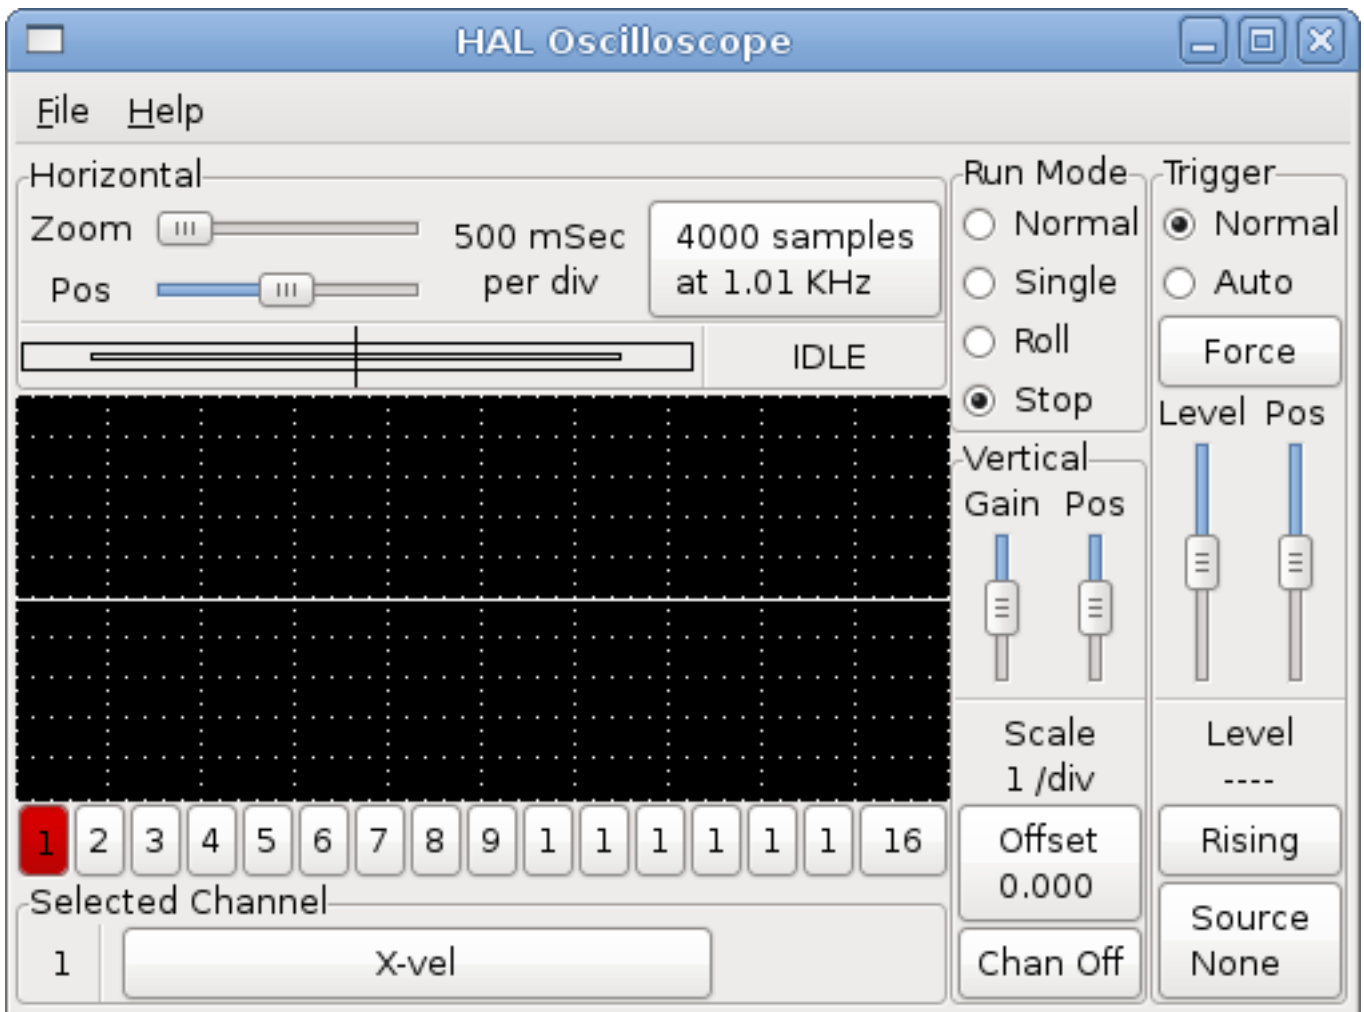 HAL Oscilloscope
File Help
Horizontal
Zoom
Pos
500 mSec
per div
4000 samples
at 1.01 KHz
IDLE
Run Mode
Normal
Single
Roll
Stop
Trigger
Normal
Auto
Force
Level Pos
Vertical
Gain Pos
Scale
1 /div
Level
----
Offset
0.000
Rising
Chan Off
Source
None
1 2 3 4 5 6 7 8 9 1 1 1 1 1 1 16
Selected Channel
1 X-vel